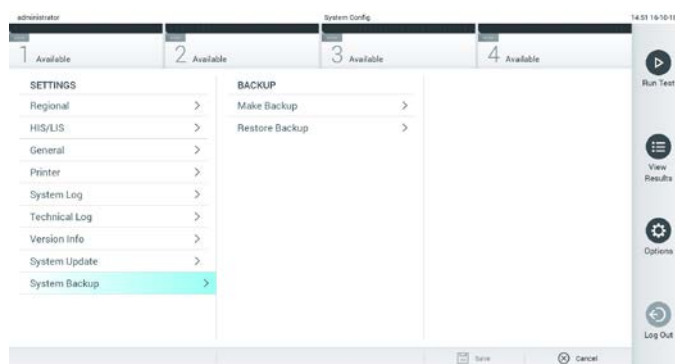 administrator System Config 14:51 16-10-18
1 Available 2 Available 3 Available 4 Available
SETTINGS BACKUP
Regional Make Backup
HIS/LIS Restore Backup
General
Printer
System Log
Technical Log
Version Info
System Update
System Backup
Run Test
View
Results
Options
Log Out
Save Cancel